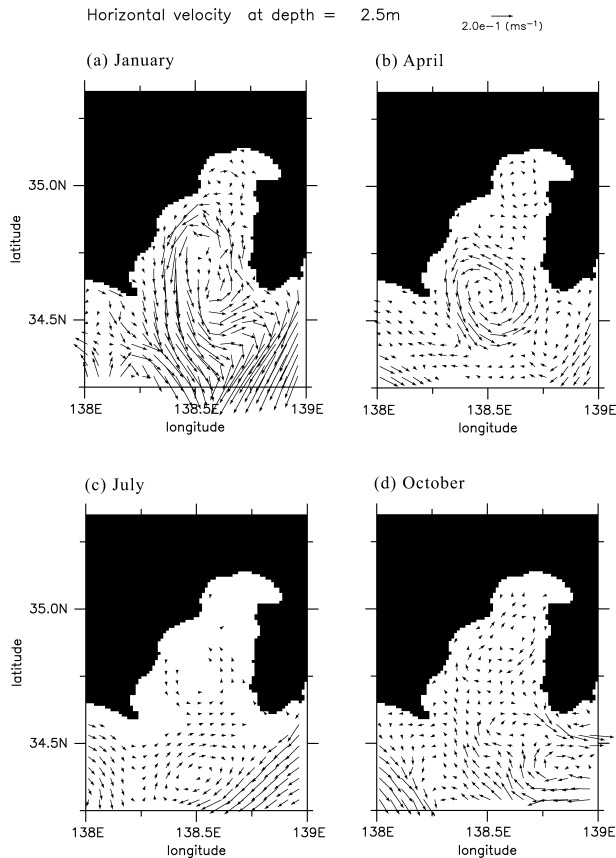 Horizontal velocity at depth = 2.5m
2.0e-1 (ms⁻¹)
(a) January
(b) April
35.0N
34.5N
latitude
138E 138.5E 139E
longitude
138E 138.5E 139E
longitude
(c) July
(d) October
35.0N
34.5N
latitude
138E 138.5E 139E
longitude
138E 138.5E 139E
longitude